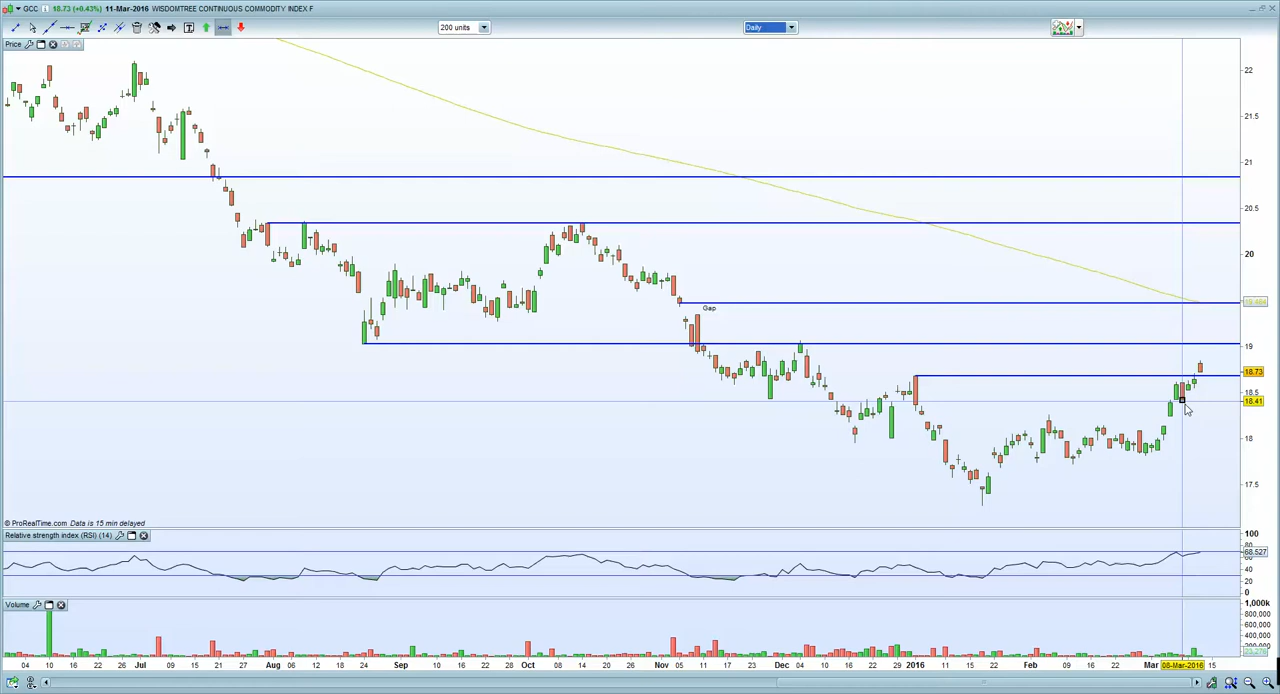 GCC 18.73 (+0.43%) 11-Mar-2016 WISDOMTREE CONTINUOUS COMMODITY INDEX F
200 units Daily
Price
22
21.5
21
20.5
20
Gap
19.464
19
18.73
18.5
18.41
18
17.5
© ProRealTime.com Data is 15 min delayed
Relative strength index (RSI) (14)
100
80
68.527
40
20
0
Volume
1,000k
800,000
600,000
400,000
23,276
04 10 16 22 Jul 09 15 21 27 Aug 06 12 18 24 Sep 10 16 22 Oct 08 14 20 26 Nov 05 11 17 23 Dec 04 10 16 22 29 2016 11 15 22 Feb 09 16 22 Mar 08-Mar-2016 15